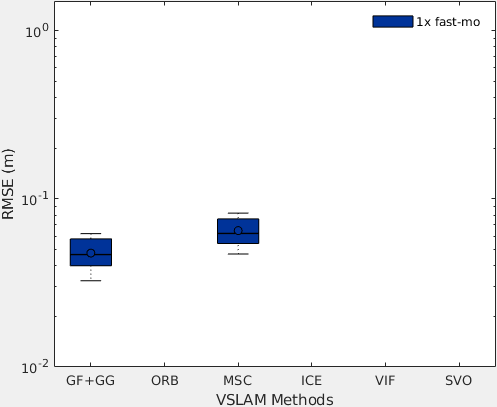 1x fast-mo
10^0
10^-1
10^-2
RMSE (m)
GF+GG ORB MSC ICE VIF SVO
VSLAM Methods